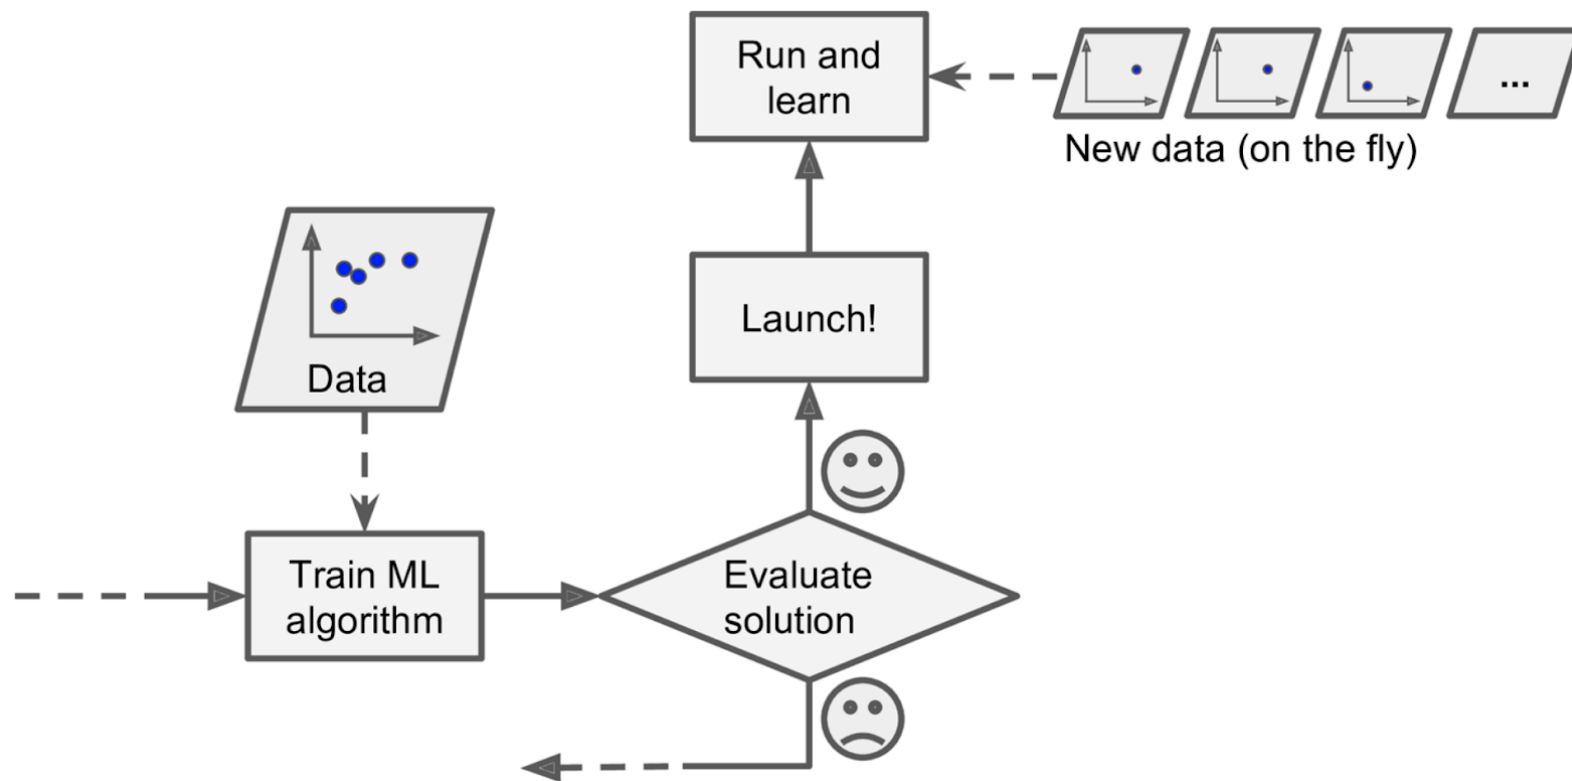 Run and
learn
...
New data (on the fly)
Launch!
Data
Train ML
algorithm
Evaluate
solution